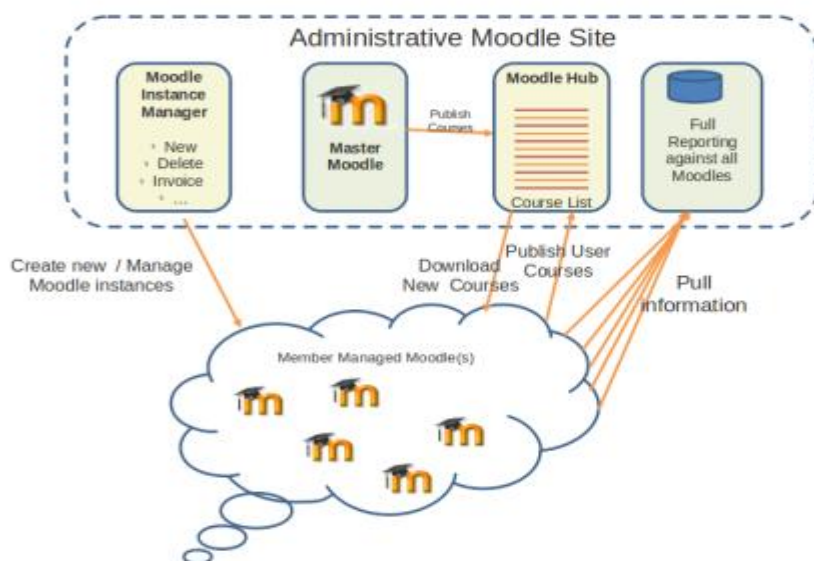 Administrative Moodle Site
Moodle
Instance
Manager
New
Delete
Invoice
...
m
Master
Moodle
Publish
Courses
Moodle Hub
Course List
Full
Reporting
against all
Moodles
Create new / Manage
Moodle instances
Download
New Courses
Publish User
Courses
Pull
information
Member Managed Moodle(s)
m
m
m
m
m